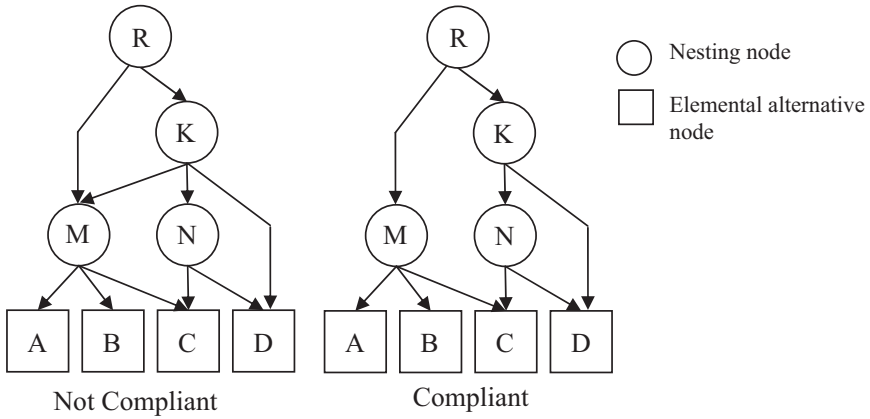 R
K
M
N
A
B
C
D
Not Compliant
R
K
M
N
A
B
C
D
Compliant
Nesting node
Elemental alternative
node